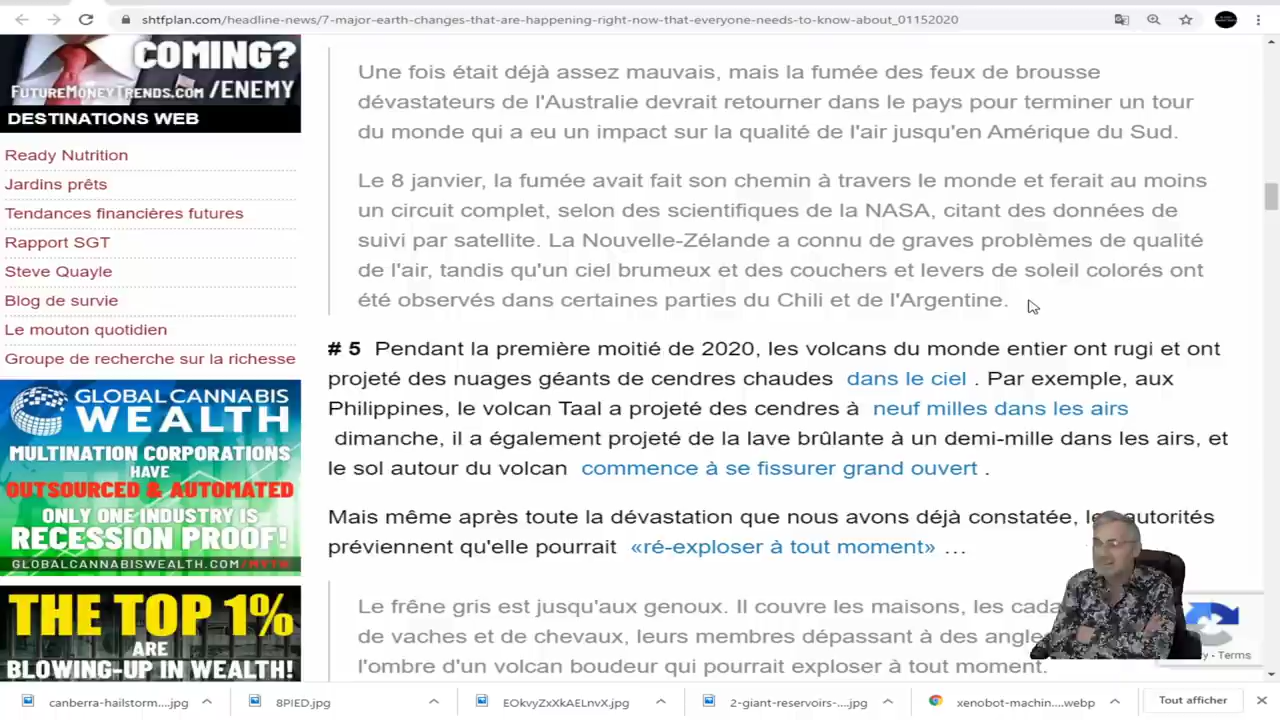 shtfplan.com/headline-news/7-major-earth-changes-that-are-happening-right-now-that-everyone-needs-to-know-about_01152020
COMING?
FUTUREMONEYTRENDS.COM /ENEMY
DESTINATIONS WEB
Ready Nutrition
Jardins prêts
Tendances financières futures
Rapport SGT
Steve Quayle
Blog de survie
Le mouton quotidien
Groupe de recherche sur la richesse
GLOBAL CANNABIS
WEALTH
MULTINATION CORPORATIONS
HAVE
OUTSOURCED & AUTOMATED
ONLY ONE INDUSTRY IS
RECESSION PROOF!
GLOBALCANNABISWEALTH.COM/MYTH
THE TOP 1%
ARE
BLOWING-UP IN WEALTH!
Une fois était déjà assez mauvais, mais la fumée des feux de brousse
dévastateurs de l'Australie devrait retourner dans le pays pour terminer un tour
du monde qui a eu un impact sur la qualité de l'air jusqu'en Amérique du Sud.
Le 8 janvier, la fumée avait fait son chemin à travers le monde et ferait au moins
un circuit complet, selon des scientifiques de la NASA, citant des données de
suivi par satellite. La Nouvelle-Zélande a connu de graves problèmes de qualité
de l'air, tandis qu'un ciel brumeux et des couchers et levers de soleil colorés ont
été observés dans certaines parties du Chili et de l'Argentine.
# 5 Pendant la première moitié de 2020, les volcans du monde entier ont rugi et ont
projeté des nuages géants de cendres chaudes dans le ciel . Par exemple, aux
Philippines, le volcan Taal a projeté des cendres à neuf milles dans les airs
dimanche, il a également projeté de la lave brûlante à un demi-mille dans les airs, et
le sol autour du volcan commence à se fissurer grand ouvert .
Mais même après toute la dévastation que nous avons déjà constatée, les autorités
préviennent qu'elle pourrait «ré-exploser à tout moment» …
Le frêne gris est jusqu'aux genoux. Il couvre les maisons, les
de vaches et de chevaux, leurs membres dépassant à des
l'ombre d'un volcan boudeur qui pourrait exploser à tout moment.
- Terms
canberra-hailstorm....jpg
8PIED.jpg
EOkvyZxXkAELnvX.jpg
2-giant-reservoirs-....jpg
xenobot-machin....webp
Tout afficher